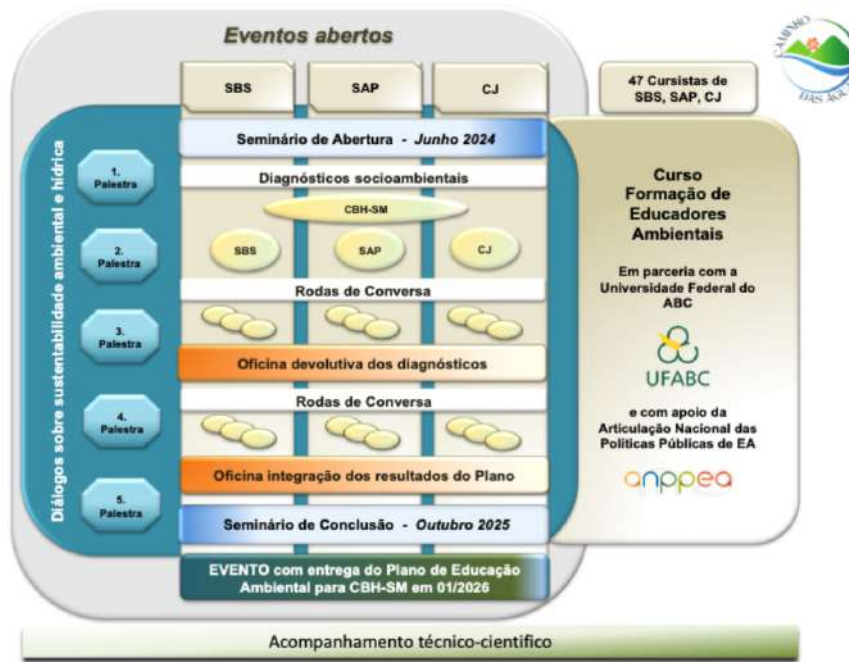 Eventos abertos
SBS
SAP
CJ
CAMINHO
DAS ÁGUAS
47 Cursistas de
SBS, SAP, CJ
Diálogos sobre sustentabilidade ambiental e hídrica
1.
Palestra
2.
Palestra
3.
Palestra
4.
Palestra
5.
Palestra
Seminário de Abertura - Junho 2024
Diagnósticos socioambientais
CBH-SM
SBS
SAP
CJ
Rodas de Conversa
Oficina devolutiva dos diagnósticos
Rodas de Conversa
Oficina integração dos resultados do Plano
Seminário de Conclusão - Outubro 2025
EVENTO com entrega do Plano de Educação
Ambiental para CBH-SM em 01/2026
Curso
Formação de
Educadores
Ambientais
Em parceria com a
Universidade Federal do
ABC
UFABC
e com apoio da
Articulação Nacional das
Políticas Públicas de EA
anppea
Acompanhamento técnico-cientifico